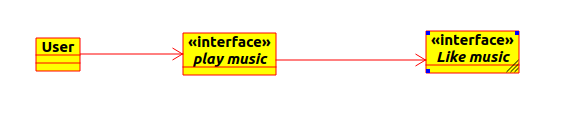 User
«interface»
play music
«interface»
Like music